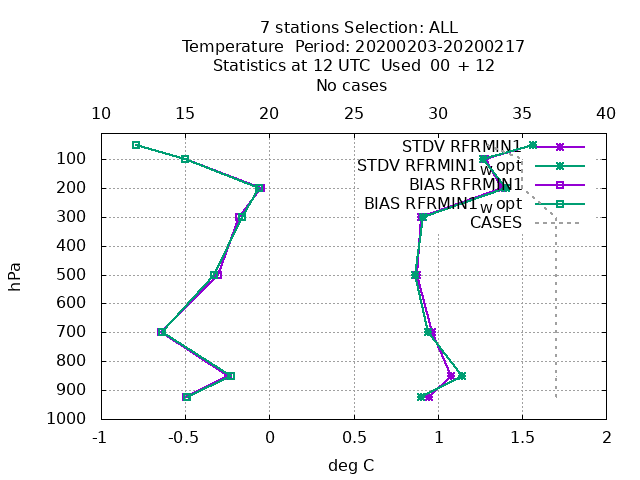 7 stations Selection: ALL
Temperature  Period: 20200203-20200217
Statistics at 12 UTC  Used  00 + 12
No cases
10 15 20 25 30 35 40
STDV RFRMIN1
100
STDV RFRMIN1_W opt
BIAS RFRMIN1
200
BIAS RFRMIN1_W opt
300
CASES
400
500
600
700
800
900
1000
hPa
-1 -0.5 0 0.5 1 1.5 2
deg C